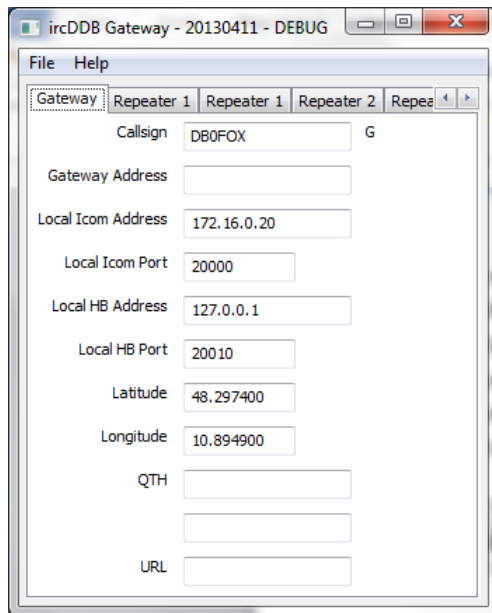 ircDDB Gateway - 20130411 - DEBUG
File Help
Gateway Repeater 1 Repeater 1 Repeater 2 Repea
Callsign DB0FOX G
Gateway Address
Local Icom Address 172.16.0.20
Local Icom Port 20000
Local HB Address 127.0.0.1
Local HB Port 20010
Latitude 48.297400
Longitude 10.894900
QTH
URL